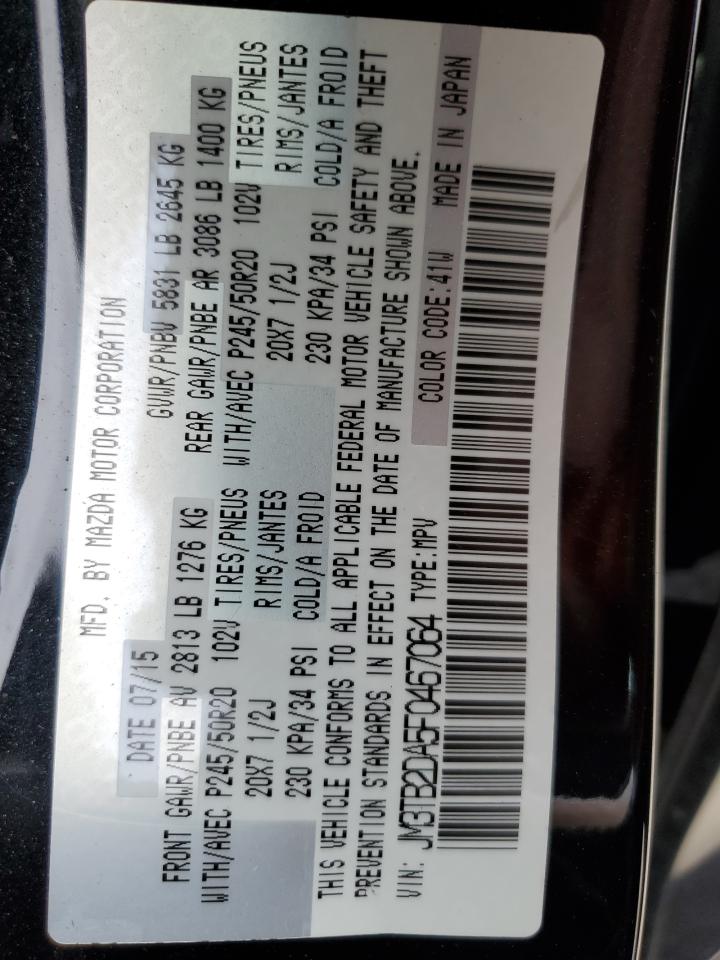 MFD. BY MAZDA MOTOR CORPORATION
DATE 07/15 GVWR/PNBV 5831 LB 2645 KG
FRONT GAWR/PNBE AV 2813 LB 1276 KG REAR GAWR/PNBE AR 3086 LB 1400 KG
WITH/AVEC P245/50R20 102V TIRES/PNEUS WITH/AVEC P245/50R20 102V TIRES/PNEUS
20X7 1/2J RIMS/JANTES 20X7 1/2J RIMS/JANTES
230 KPA/34 PSI COLD/A FROID 230 KPA/34 PSI COLD/A FROID
THIS VEHICLE CONFORMS TO ALL APPLICABLE FEDERAL MOTOR VEHICLE SAFETY AND THEFT
PREVENTION STANDARDS IN EFFECT ON THE DATE OF MANUFACTURE SHOWN ABOVE.
VIN: JM3TB2DA5F0467064 TYPE:MPV COLOR CODE:41W MADE IN JAPAN